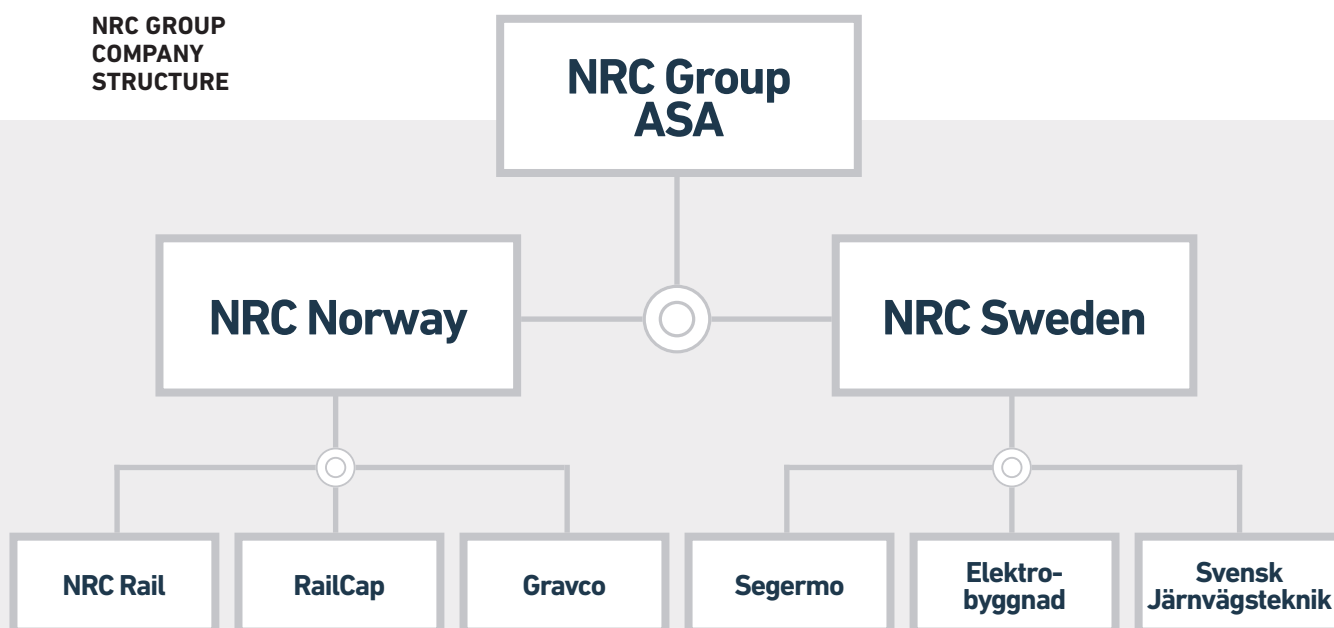 NRC GROUP
COMPANY
STRUCTURE
NRC Group
ASA
NRC Norway
NRC Sweden
NRC Rail
RailCap
Gravco
Segermo
Elektro-
byggnad
Svensk
Järnvägsteknik